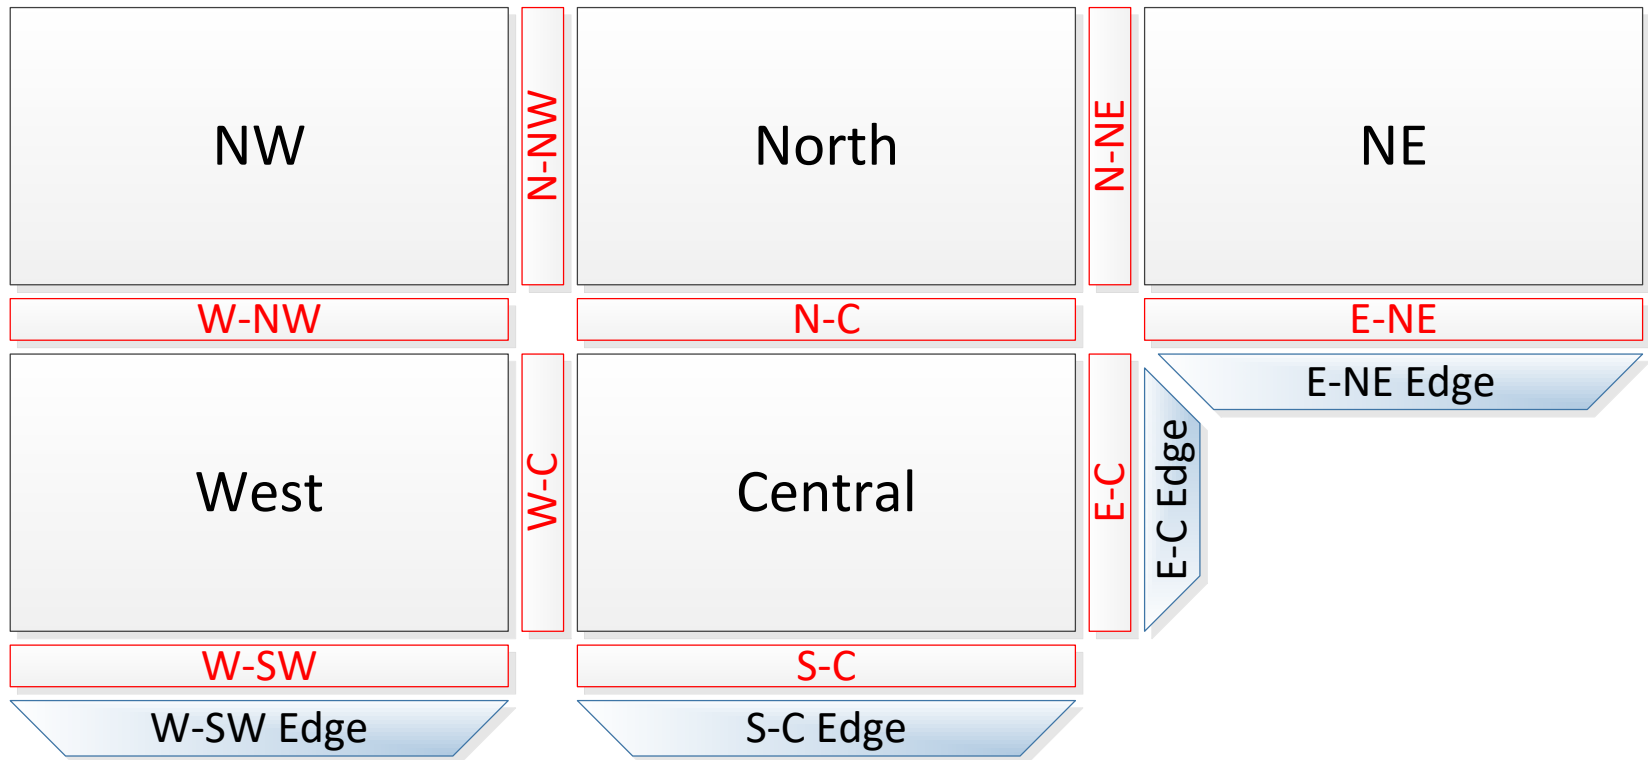 NW
N-NW
North
N-NE
NE
W-NW
N-C
E-NE
E-NE Edge
West
W-C
Central
E-C
E-C Edge
W-SW
S-C
W-SW Edge
S-C Edge